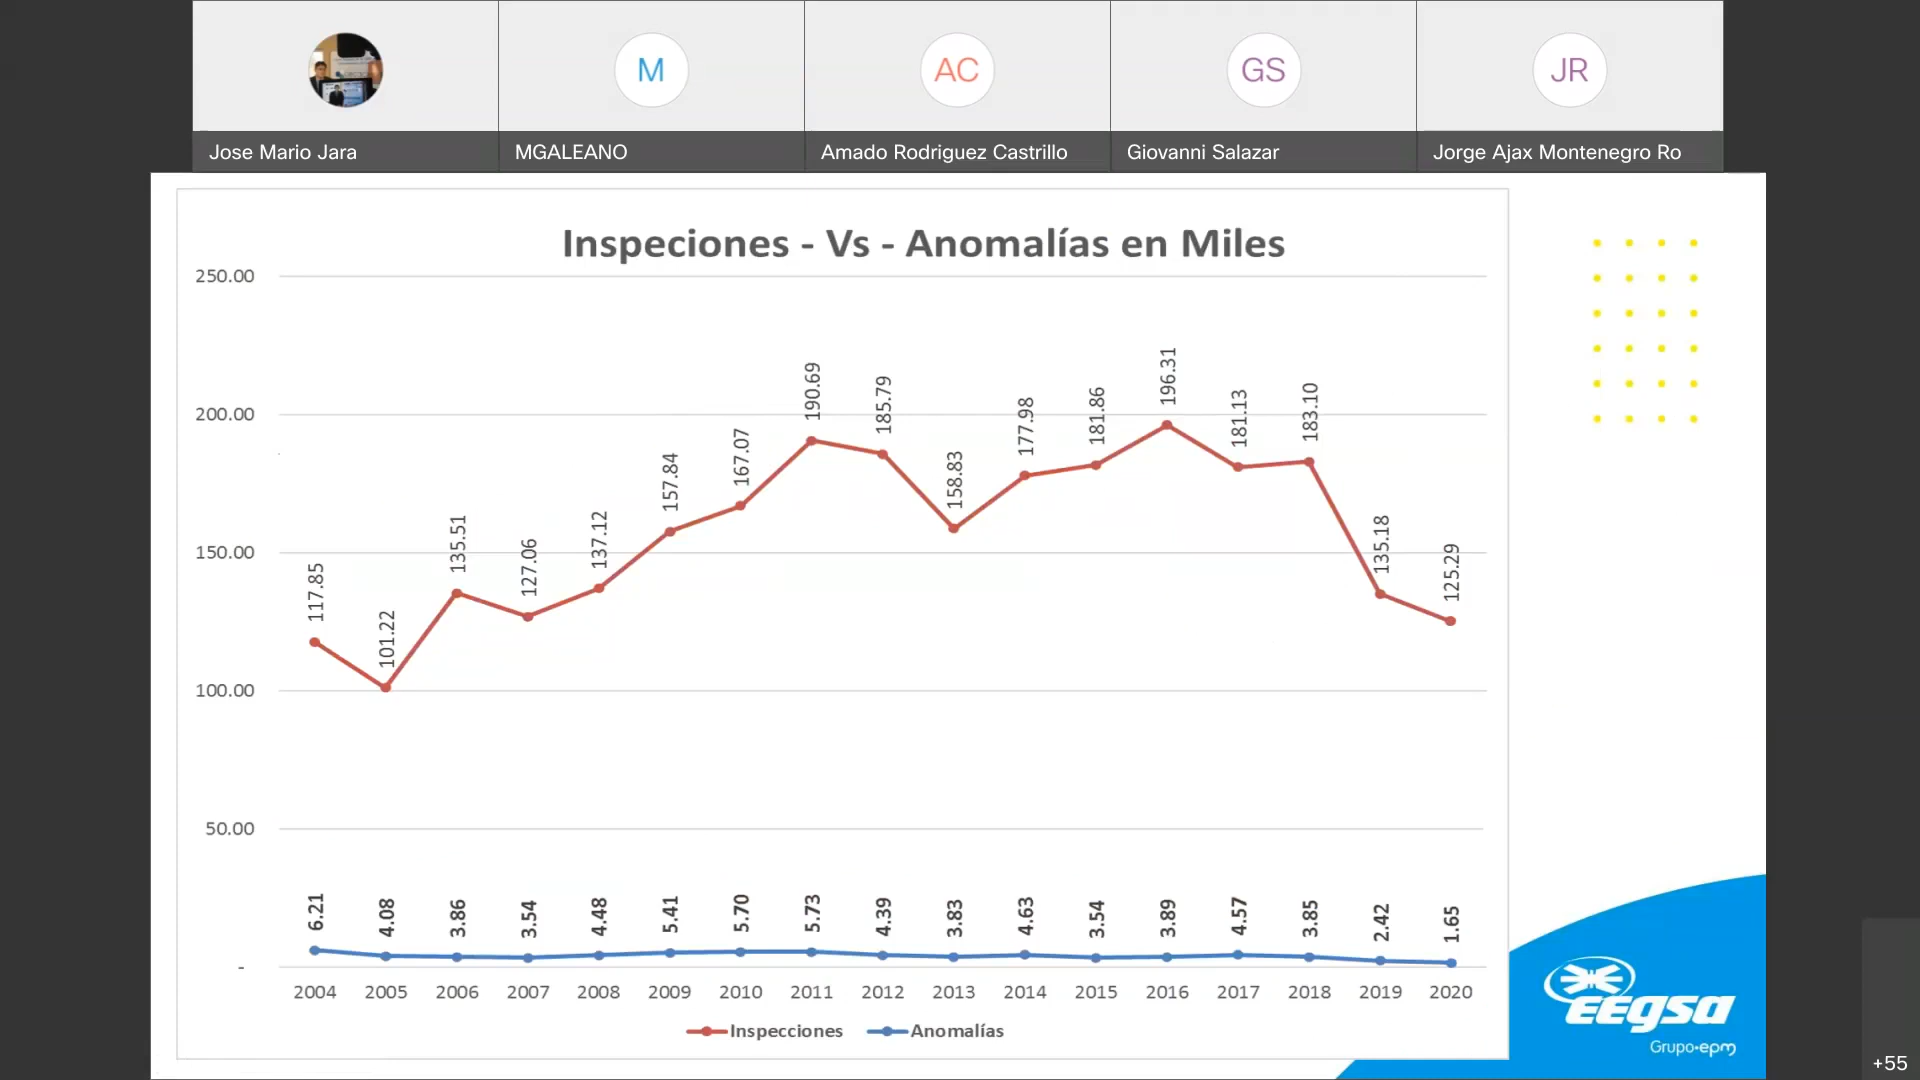 M
AC
GS
JR
Jose Mario Jara
MGALEANO
Amado Rodriguez Castrillo
Giovanni Salazar
Jorge Ajax Montenegro Ro
Inspeciones - Vs - Anomalías en Miles
250.00
200.00
150.00
100.00
50.00
-
117.85
101.22
135.51
127.06
137.12
157.84
167.07
190.69
185.79
158.83
177.98
181.86
196.31
181.13
183.10
135.18
125.29
6.21
4.08
3.86
3.54
4.48
5.41
5.70
5.73
4.39
3.83
4.63
3.54
3.89
4.57
3.85
2.42
1.65
2004 2005 2006 2007 2008 2009 2010 2011 2012 2013 2014 2015 2016 2017 2018 2019 2020
Inspecciones Anomalías
eegsa
Grupo•epm
+55